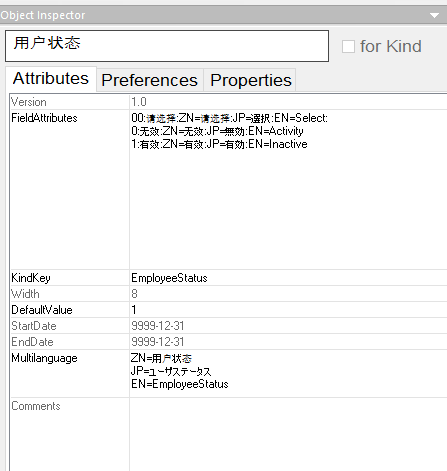 Object Inspector
用户状态
for Kind
Attributes Preferences Properties
Version 1.0
FieldAttributes 00:请选择:ZN=请选择:JP=選択:EN=Select:
0:无效:ZN=无效:JP=無効:EN=Activity
1:有效:ZN=有效:JP=有効:EN=Inactive
KindKey EmployeeStatus
Width 8
DefaultValue 1
StartDate 9999-12-31
EndDate 9999-12-31
Multilanguage ZN=用户状态
JP=ユーザステータス
EN=EmployeeStatus
Comments